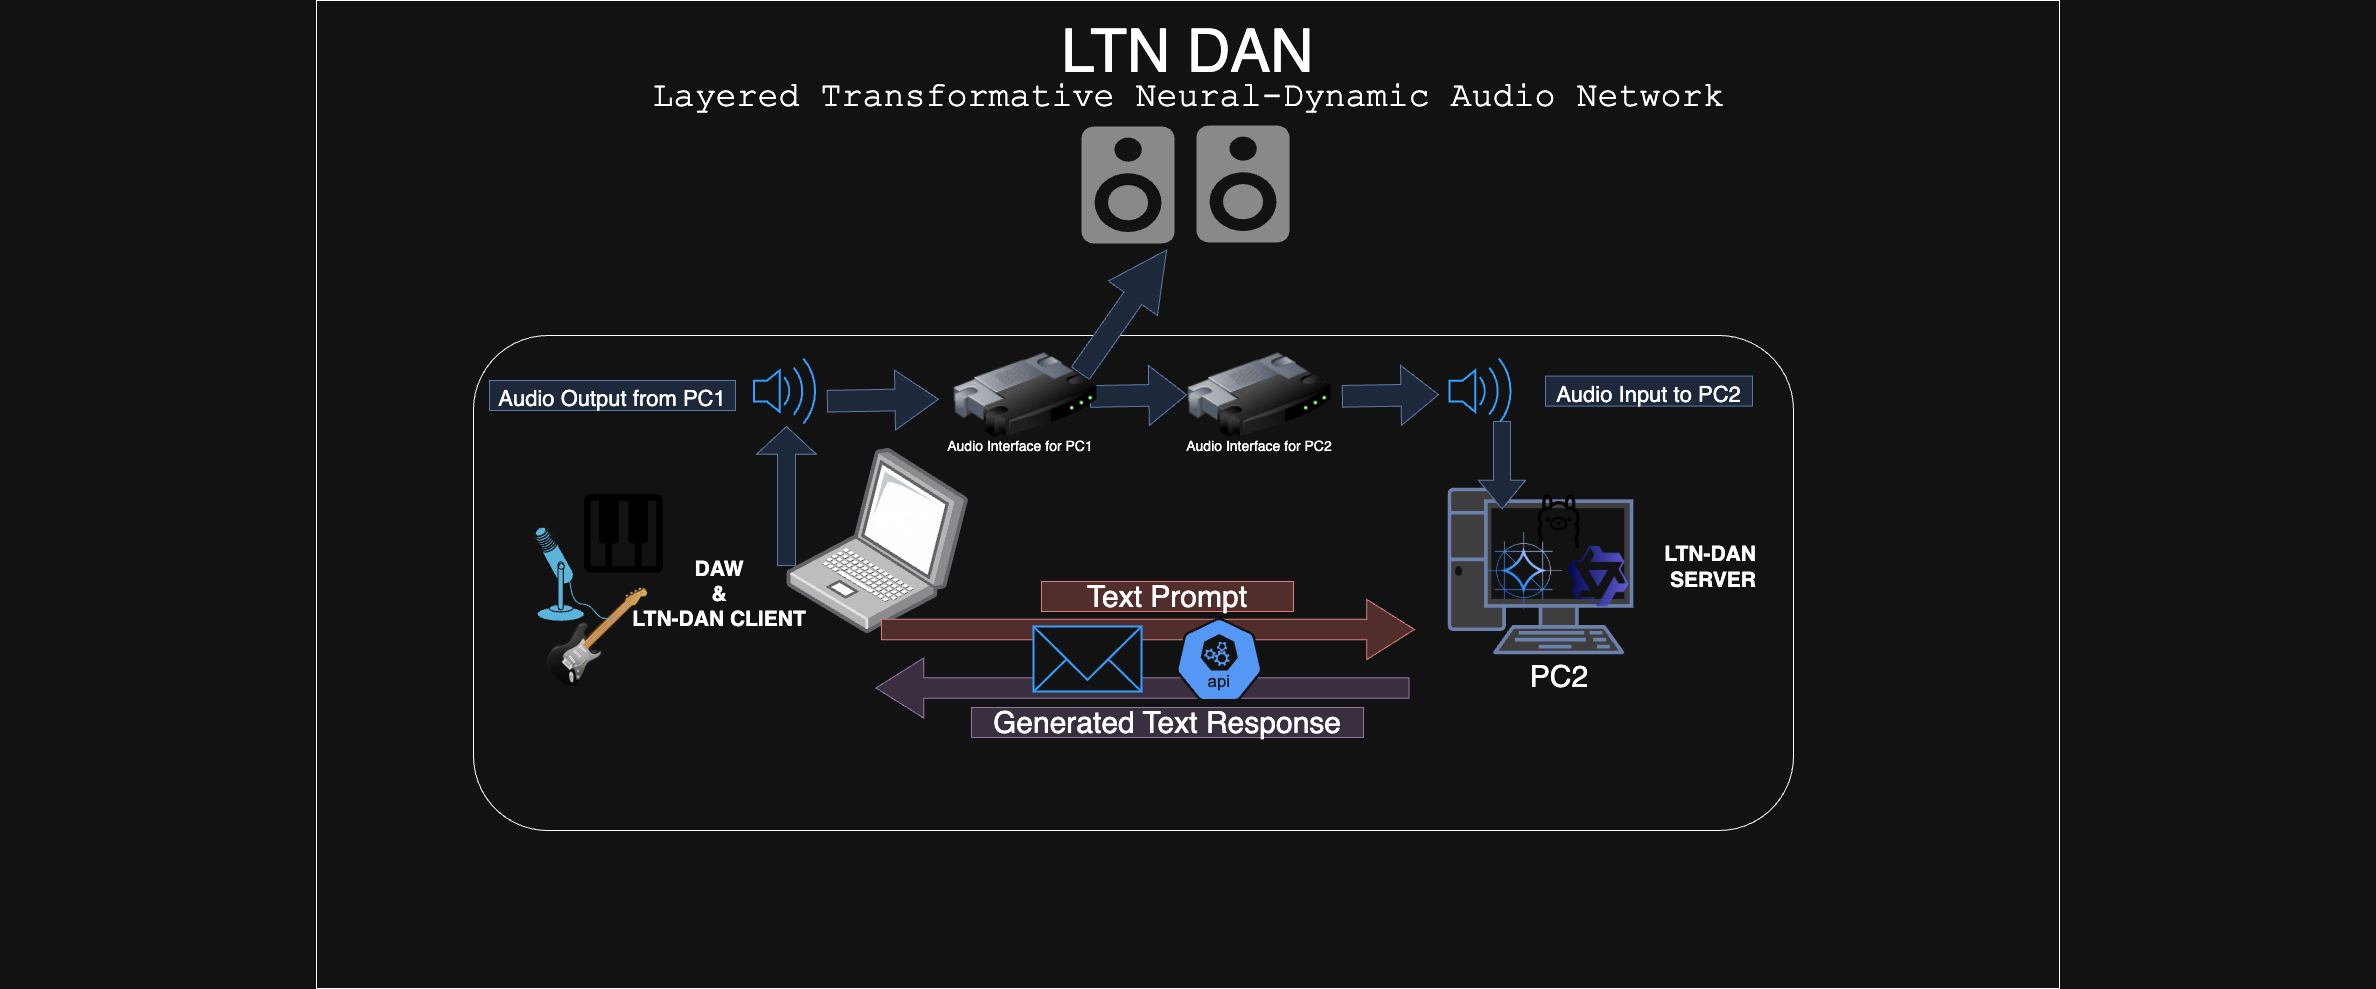 LTN DAN
Layered Transformative Neural-Dynamic Audio Network
Audio Output from PC1
Audio Input to PC2
Audio Interface for PC1
Audio Interface for PC2
DAW
&
LTN-DAN CLIENT
LTN-DAN
SERVER
Text Prompt
api
PC2
Generated Text Response